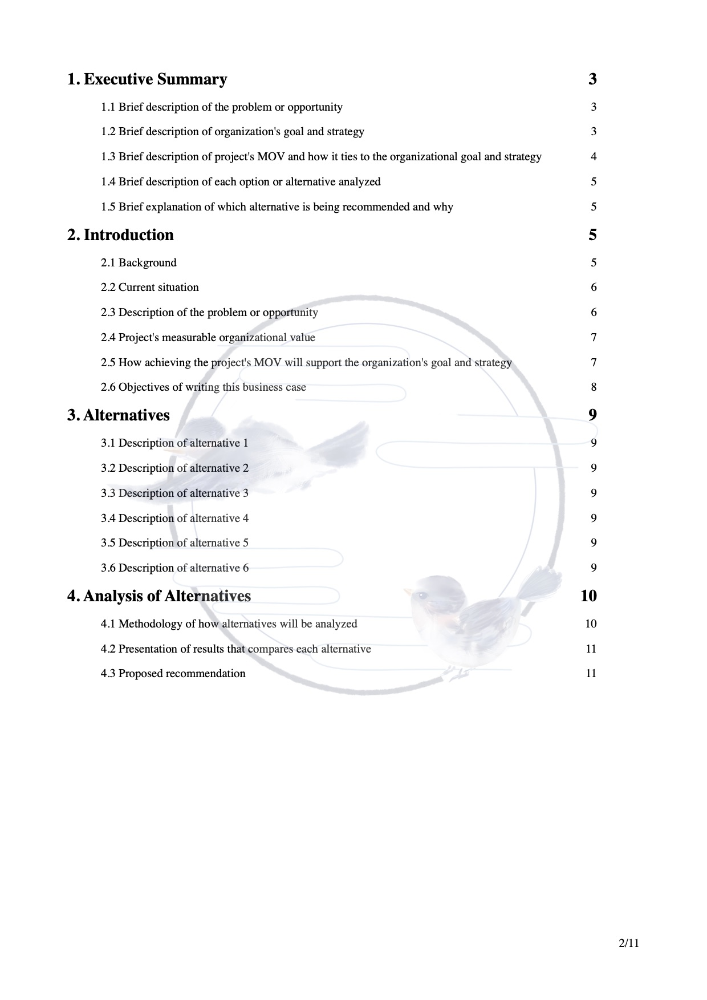 1. Executive Summary 3
1.1 Brief description of the problem or opportunity 3
1.2 Brief description of organization's goal and strategy 3
1.3 Brief description of project's MOV and how it ties to the organizational goal and strategy 4
1.4 Brief description of each option or alternative analyzed 5
1.5 Brief explanation of which alternative is being recommended and why 5
2. Introduction 5
2.1 Background 5
2.2 Current situation 6
2.3 Description of the problem or opportunity 6
2.4 Project's measurable organizational value 7
2.5 How achieving the project's MOV will support the organization's goal and strategy 7
2.6 Objectives of writing this business case 8
3. Alternatives 9
3.1 Description of alternative 1 9
3.2 Description of alternative 2 9
3.3 Description of alternative 3 9
3.4 Description of alternative 4 9
3.5 Description of alternative 5 9
3.6 Description of alternative 6 9
4. Analysis of Alternatives 10
4.1 Methodology of how alternatives will be analyzed 10
4.2 Presentation of results that compares each alternative 11
4.3 Proposed recommendation 11
2/11